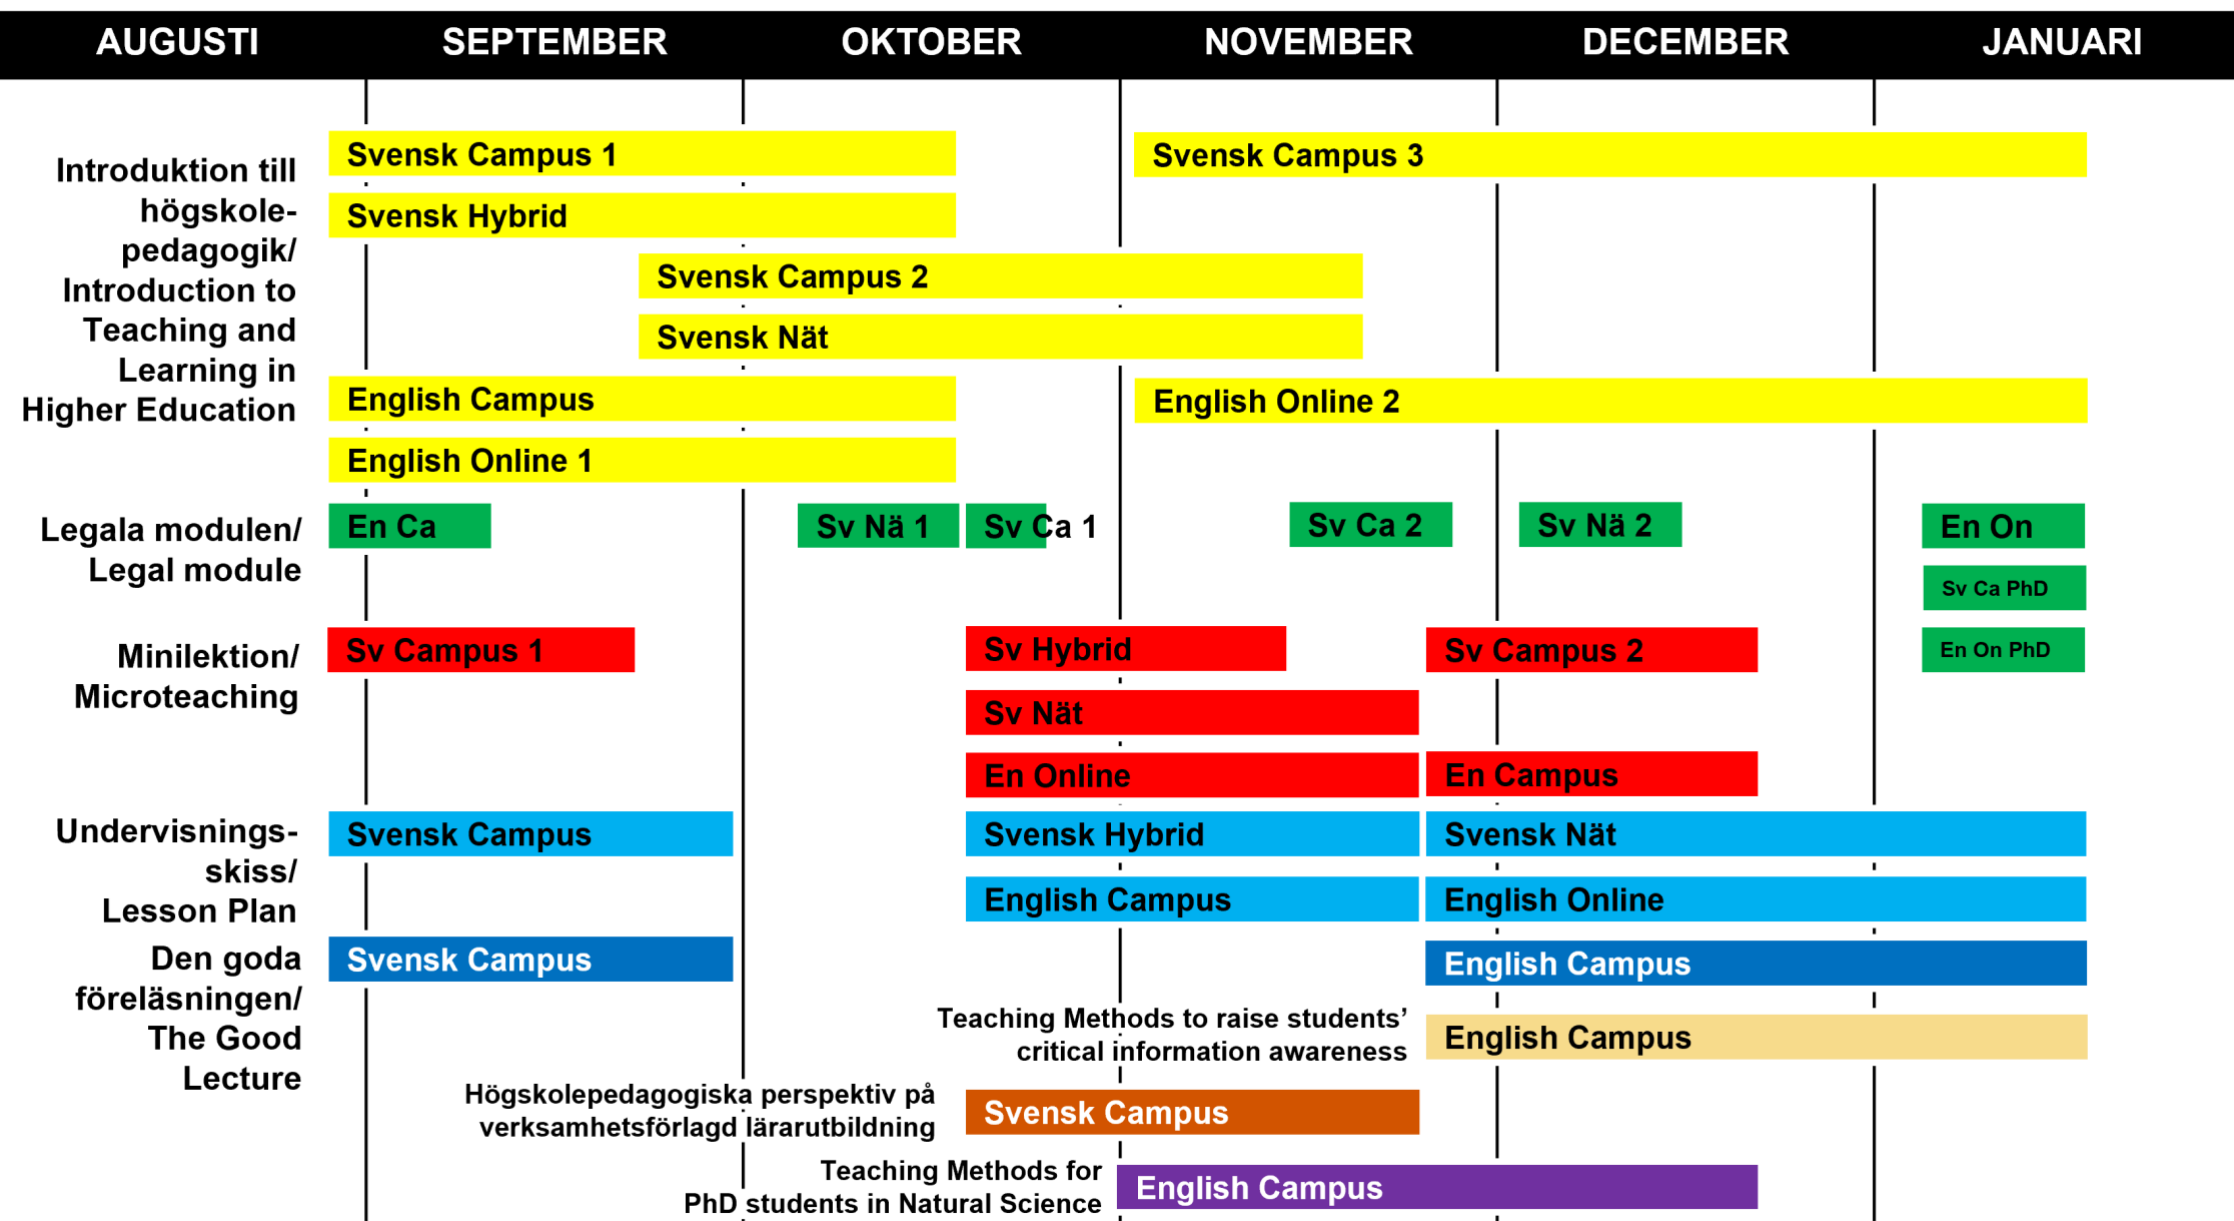 AUGUSTI SEPTEMBER OKTOBER NOVEMBER DECEMBER JANUARI
Introduktion till
högskole-
pedagogik/
Introduction to
Teaching and
Learning in
Higher Education
Svensk Campus 1
Svensk Campus 3
Svensk Hybrid
Svensk Campus 2
Svensk Nät
English Campus
English Online 2
English Online 1
Legala modulen/
Legal module
En Ca
Sv Nä 1
Sv Ca 1
Sv Ca 2
Sv Nä 2
En On
Sv Ca PhD
En On PhD
Minilektion/
Microteaching
Sv Campus 1
Sv Hybrid
Sv Campus 2
Sv Nät
En Online
En Campus
Undervisnings-
skiss/
Lesson Plan
Svensk Campus
Svensk Hybrid
Svensk Nät
English Campus
English Online
Den goda
föreläsningen/
The Good
Lecture
Svensk Campus
English Campus
Teaching Methods to raise students’
critical information awareness
English Campus
Högskolepedagogiska perspektiv på
verksamhetsförlagd lärarutbildning
Svensk Campus
Teaching Methods for
PhD students in Natural Science
English Campus